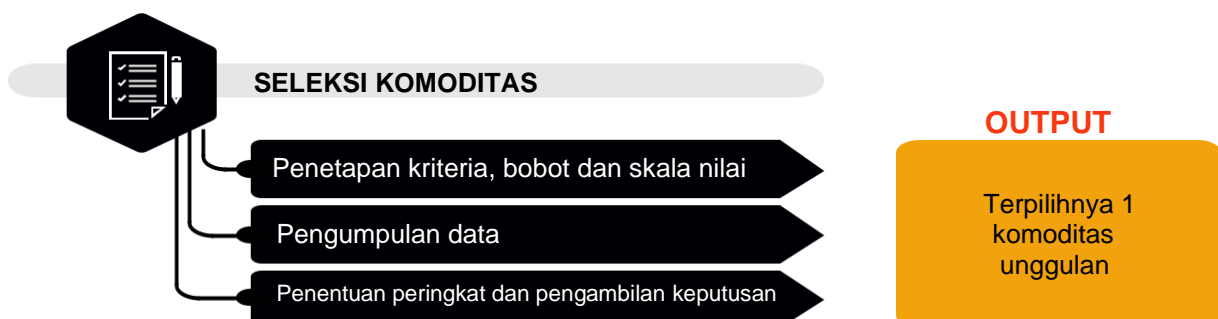 SELEKSI KOMODITAS
Penetapan kriteria, bobot dan skala nilai
Pengumpulan data
Penentuan peringkat dan pengambilan keputusan
OUTPUT
Terpilihnya 1
komoditas
unggulan